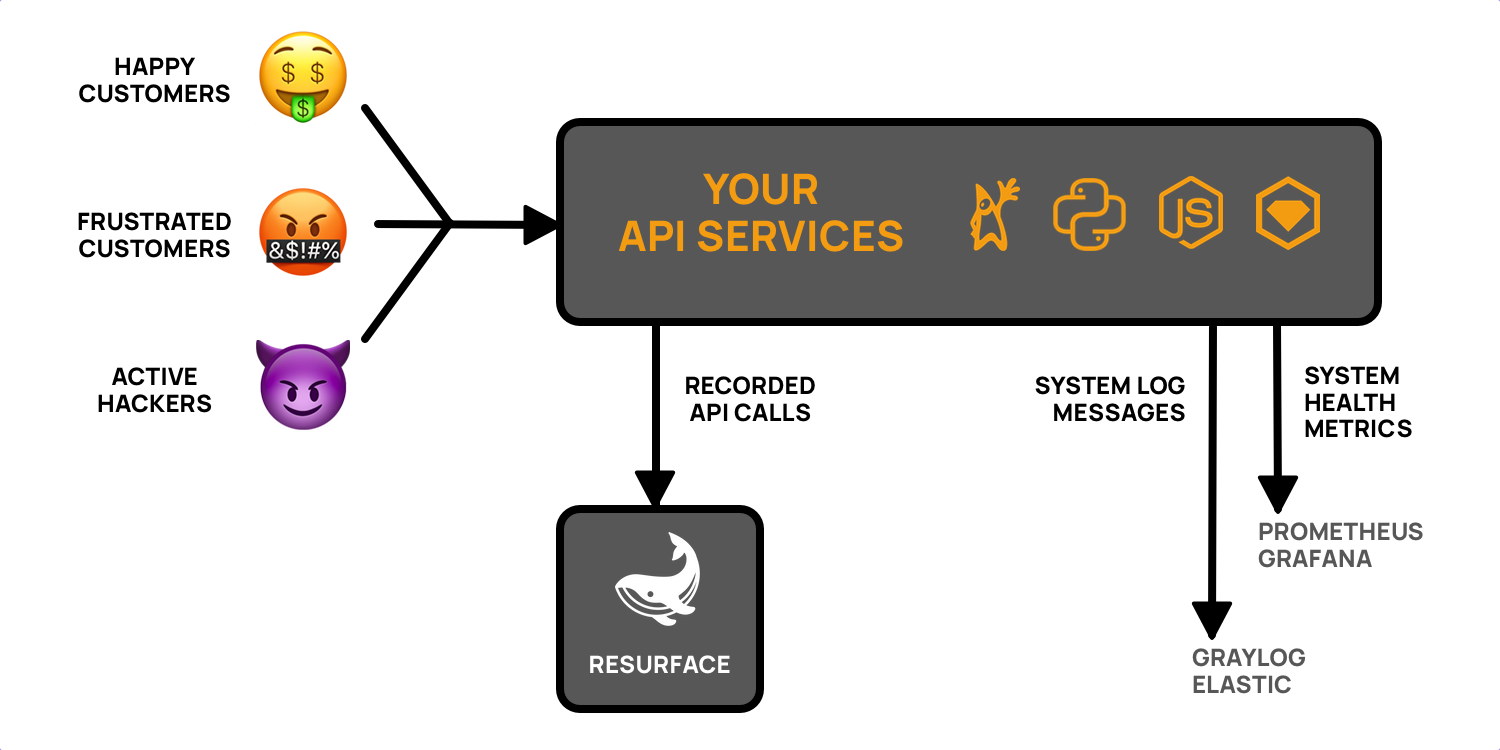 HAPPY
CUSTOMERS
$ $
$
FRUSTRATED
CUSTOMERS
&$!#%
ACTIVE
HACKERS
YOUR
API SERVICES
JS
RECORDED
API CALLS
SYSTEM LOG
MESSAGES
SYSTEM
HEALTH
METRICS
RESURFACE
PROMETHEUS
GRAFANA
GRAYLOG
ELASTIC